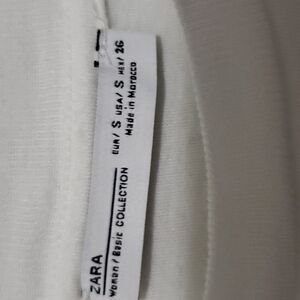 ZARA
Woman / Basic COLLECTION
EUR/ S USA/ S MEX/ 26
Made in Morocco